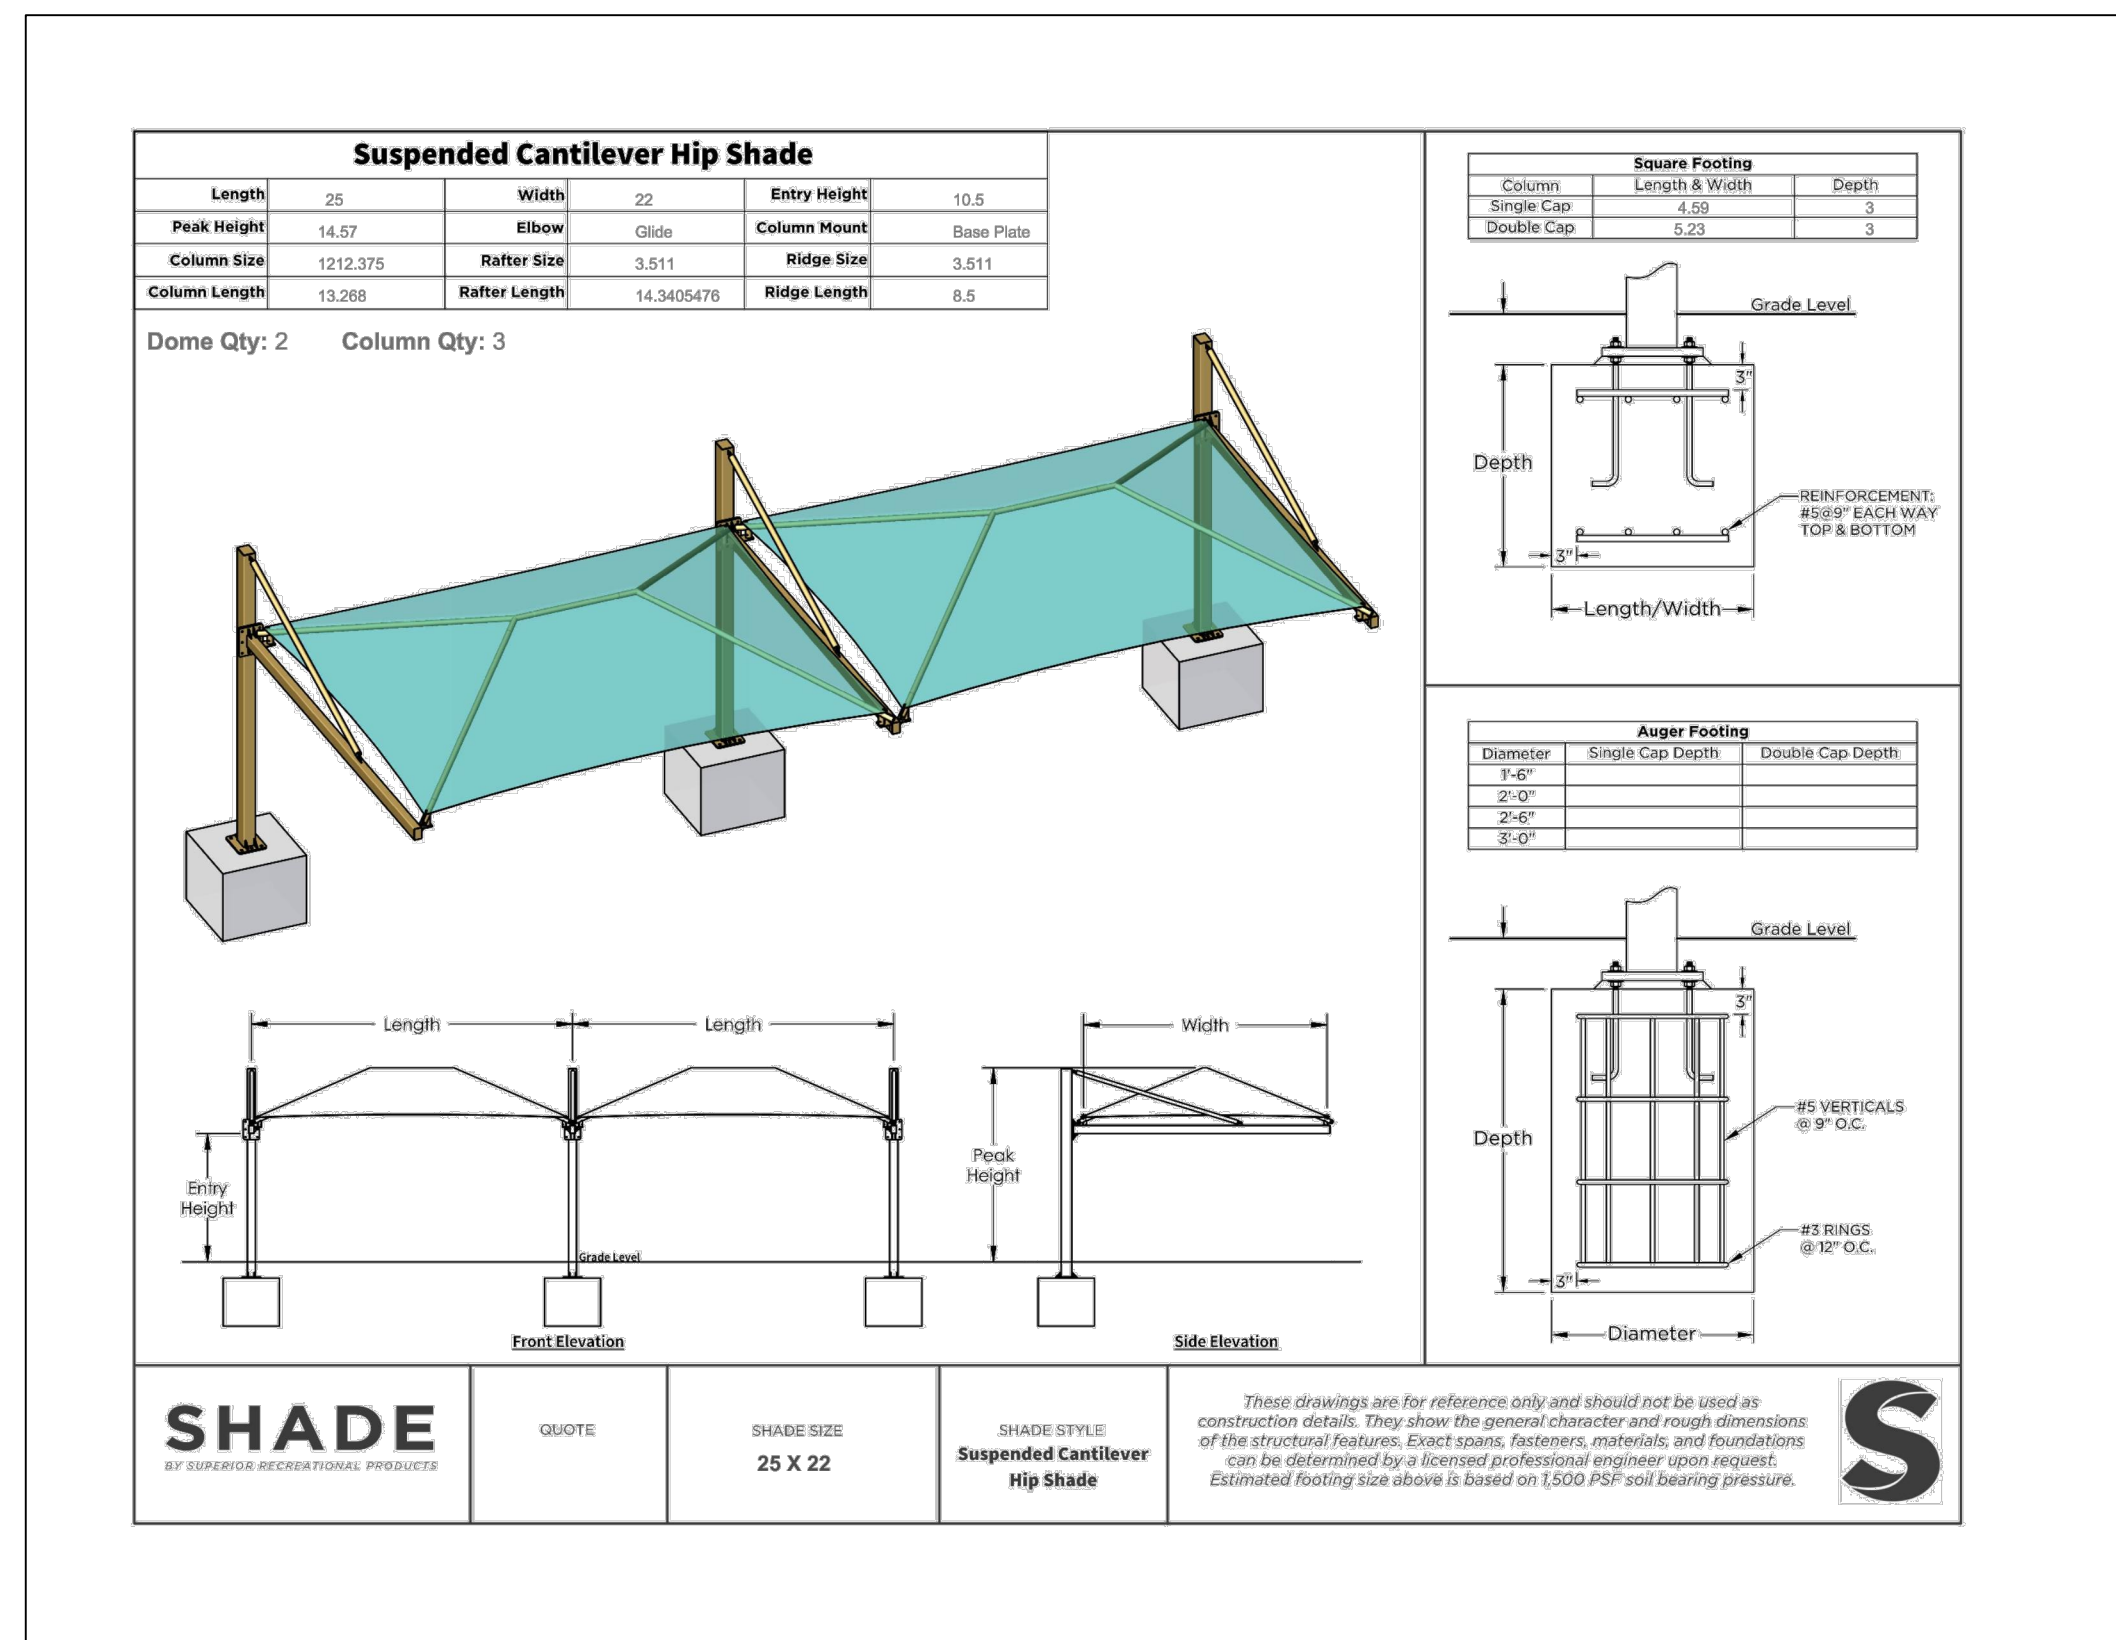 Suspended Cantilever Hip Shade
Length 25 Width 22 Entry Height 10.5
Peak Height 14.57 Elbow Glide Column Mount Base Plate
Column Size 1212.375 Rafter Size 3.511 Ridge Size 3.511
Column Length 13.268 Rafter Length 14.3405476 Ridge Length 8.5
Dome Qty: 2 Column Qty: 3
Length Length
Entry
Height
Grade Level
Front Elevation
Width
Peak
Height
Side Elevation
Square Footing
Column Length & Width Depth
Single Cap 4.59 3
Double Cap 5.23 3
Grade Level
3"
Depth
REINFORCEMENT:
#5@9" EACH WAY
TOP & BOTTOM
3"
Length/Width
Auger Footing
Diameter Single Cap Depth Double Cap Depth
1'-6"
2'-0"
2'-6"
3'-0"
Grade Level
3"
#5 VERTICALS
@ 9" O.C.
Depth
#3 RINGS
@ 12" O.C.
3"
Diameter
SHADE
BY SUPERIOR RECREATIONAL PRODUCTS
QUOTE
SHADE SIZE
25 X 22
SHADE STYLE
Suspended Cantilever
Hip Shade
These drawings are for reference only and should not be used as
construction details. They show the general character and rough dimensions
of the structural features. Exact spans, fasteners, materials, and foundations
can be determined by a licensed professional engineer upon request.
Estimated footing size above is based on 1,500 PSF soil bearing pressure.
S